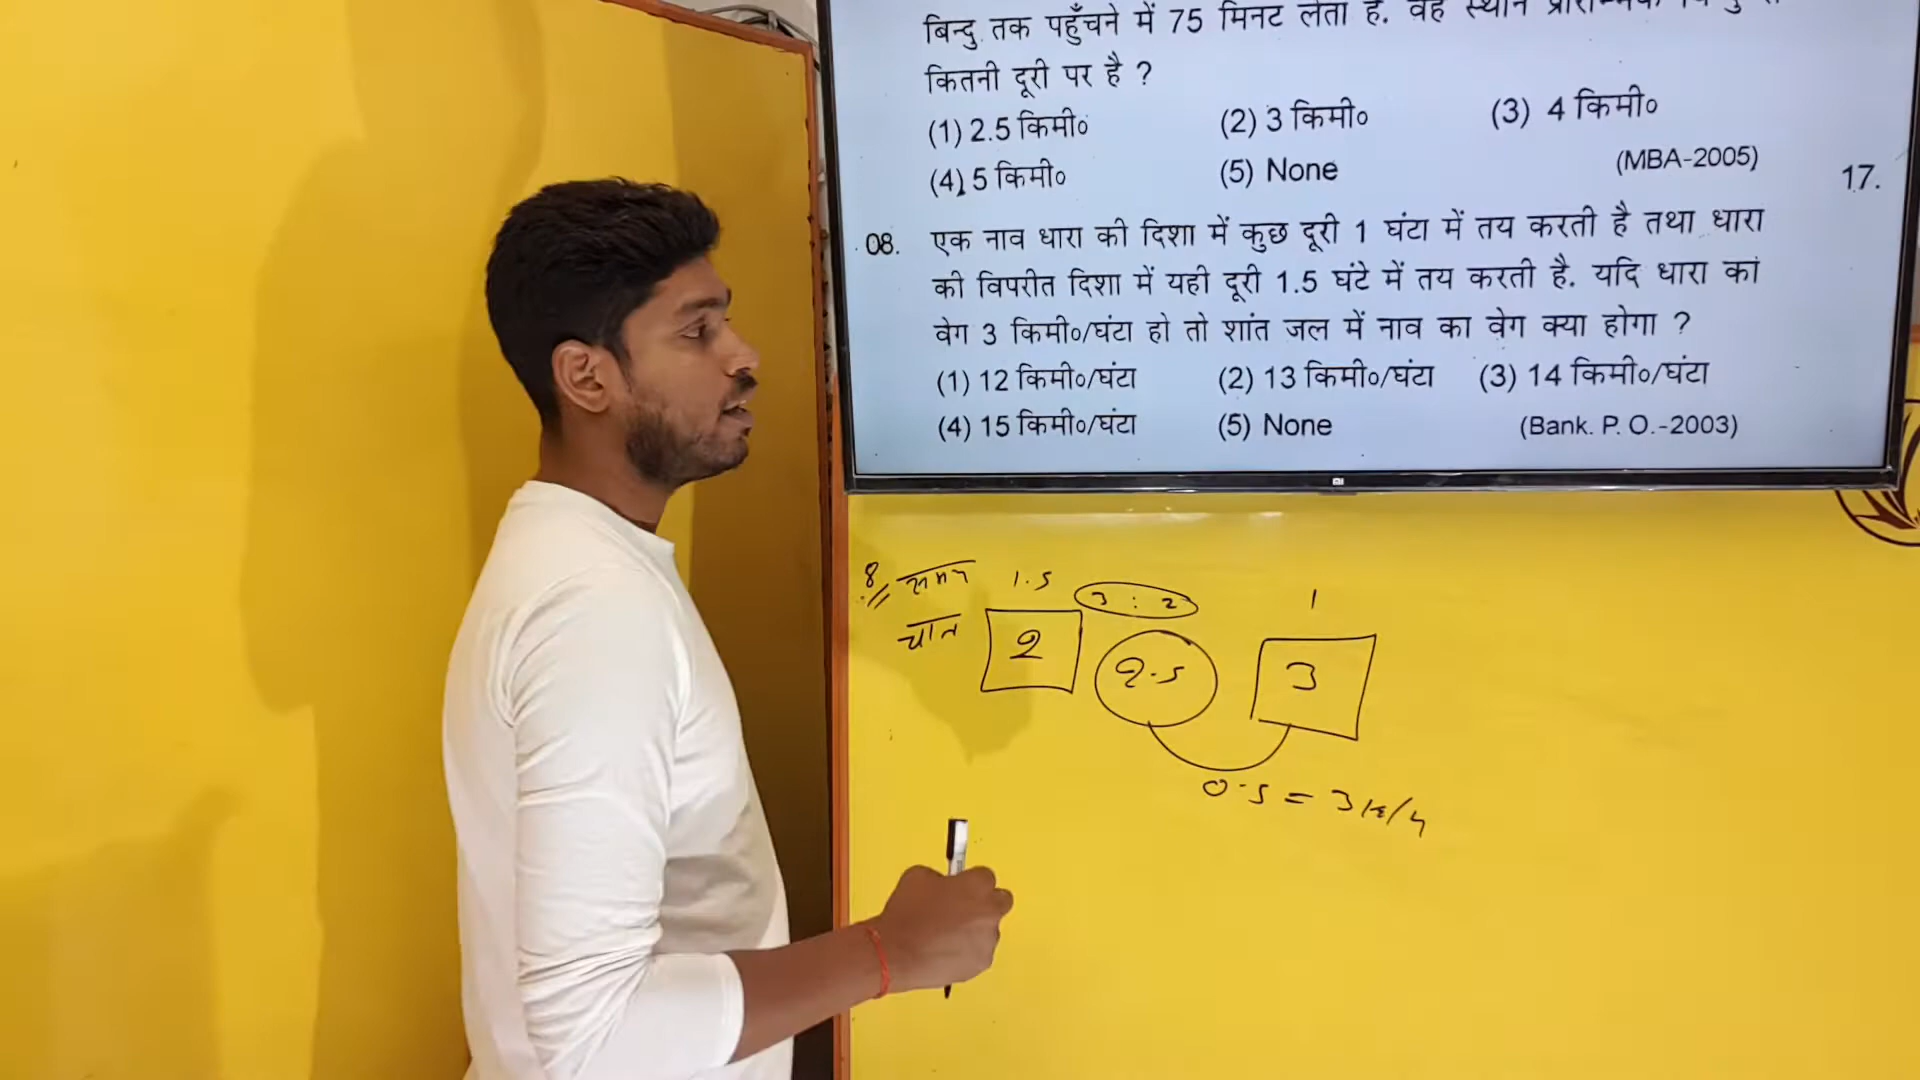 बिन्दु तक पहुँचने में 75 मिनट लेता है. वह स्थान
कितनी दूरी पर है ?
(1) 2.5 किमी० (2) 3 किमी० (3) 4 किमी०
(4) 5 किमी० (5) None (MBA-2005)
17.
08. एक नाव धारा की दिशा में कुछ दूरी 1 घंटा में तय करती है तथा धारा
की विपरीत दिशा में यही दूरी 1.5 घंटे में तय करती है. यदि धारा का
वेग 3 किमी०/घंटा हो तो शांत जल में नाव का वेग क्या होगा ?
(1) 12 किमी०/घंटा (2) 13 किमी०/घंटा (3) 14 किमी०/घंटा
(4) 15 किमी०/घंटा (5) None (Bank. P. O.-2003)
mi
8 समय 1.5 3 : 2 1
चाल 2 2.5 3
0.5 = 3